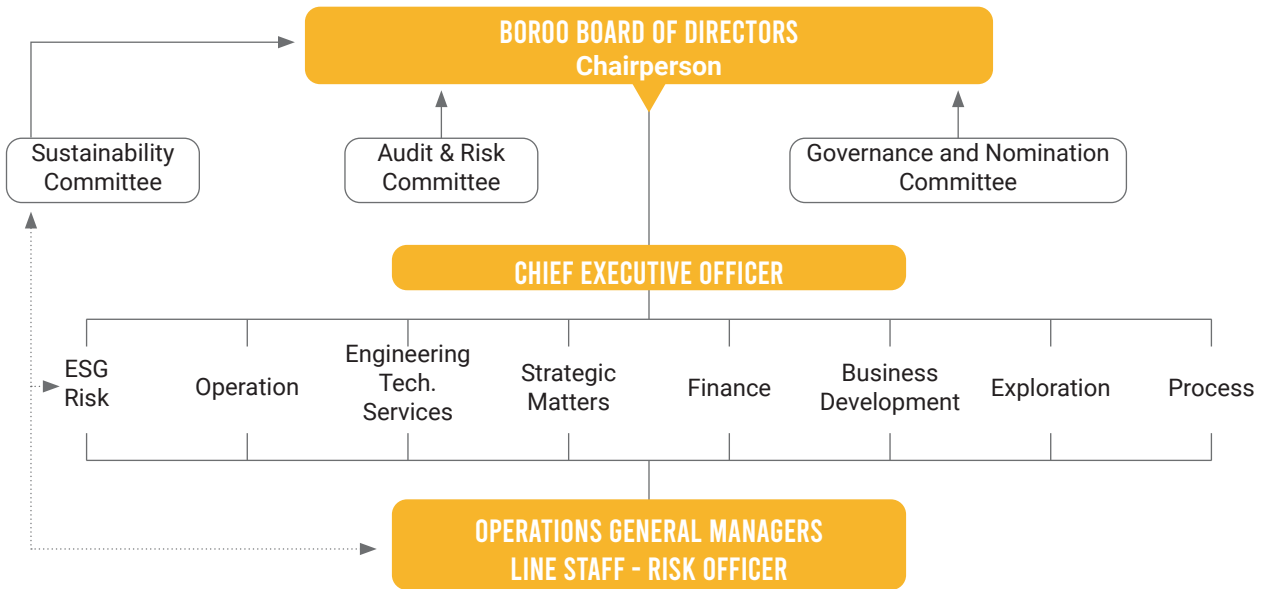 BOROO BOARD OF DIRECTORS
Chairperson
Sustainability
Committee
Audit & Risk
Committee
Governance and Nomination
Committee
CHIEF EXECUTIVE OFFICER
ESG
Risk
Operation
Engineering
Tech.
Services
Strategic
Matters
Finance
Business
Development
Exploration
Process
OPERATIONS GENERAL MANAGERS
LINE STAFF - RISK OFFICER